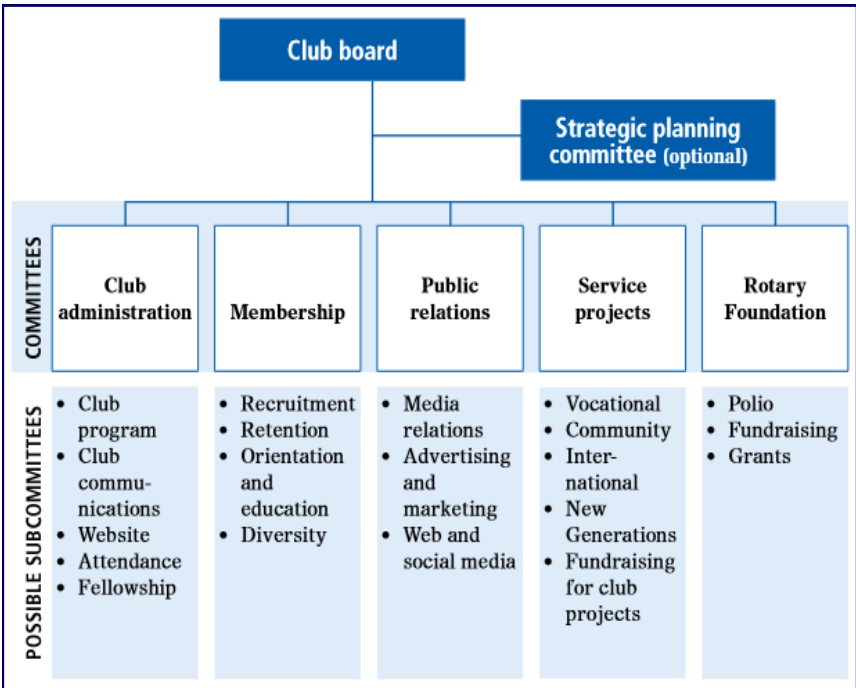 Club board
Strategic planning
committee (optional)
COMMITTEES
Club
administration
Membership
Public
relations
Service
projects
Rotary
Foundation
POSSIBLE SUBCOMMITTEES
• Club
program
• Club
commu-
nications
• Website
• Attendance
• Fellowship
• Recruitment
• Retention
• Orientation
and
education
• Diversity
• Media
relations
• Advertising
and
marketing
• Web and
social media
• Vocational
• Community
• Inter-
national
• New
Generations
• Fundraising
for club
projects
• Polio
• Fundraising
• Grants